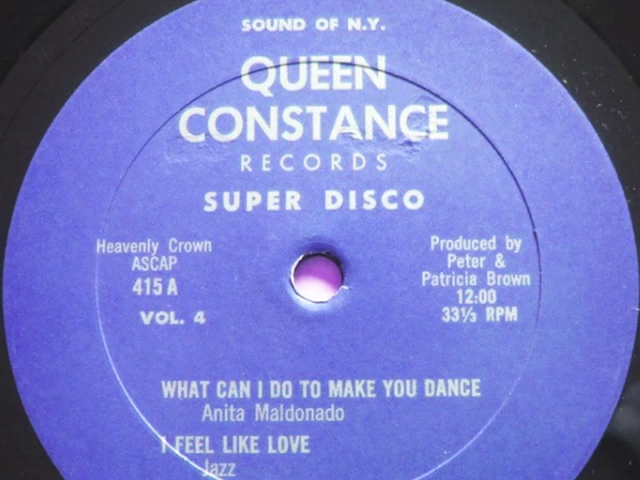 SOUND OF N.Y.
QUEEN
CONSTANCE
RECORDS
SUPER DISCO
Heavenly Crown
ASCAP
415 A
VOL. 4
Produced by
Peter &
Patricia Brown
12:00
33⅓ RPM
WHAT CAN I DO TO MAKE YOU DANCE
Anita Maldonado
I FEEL LIKE LOVE
Jazz